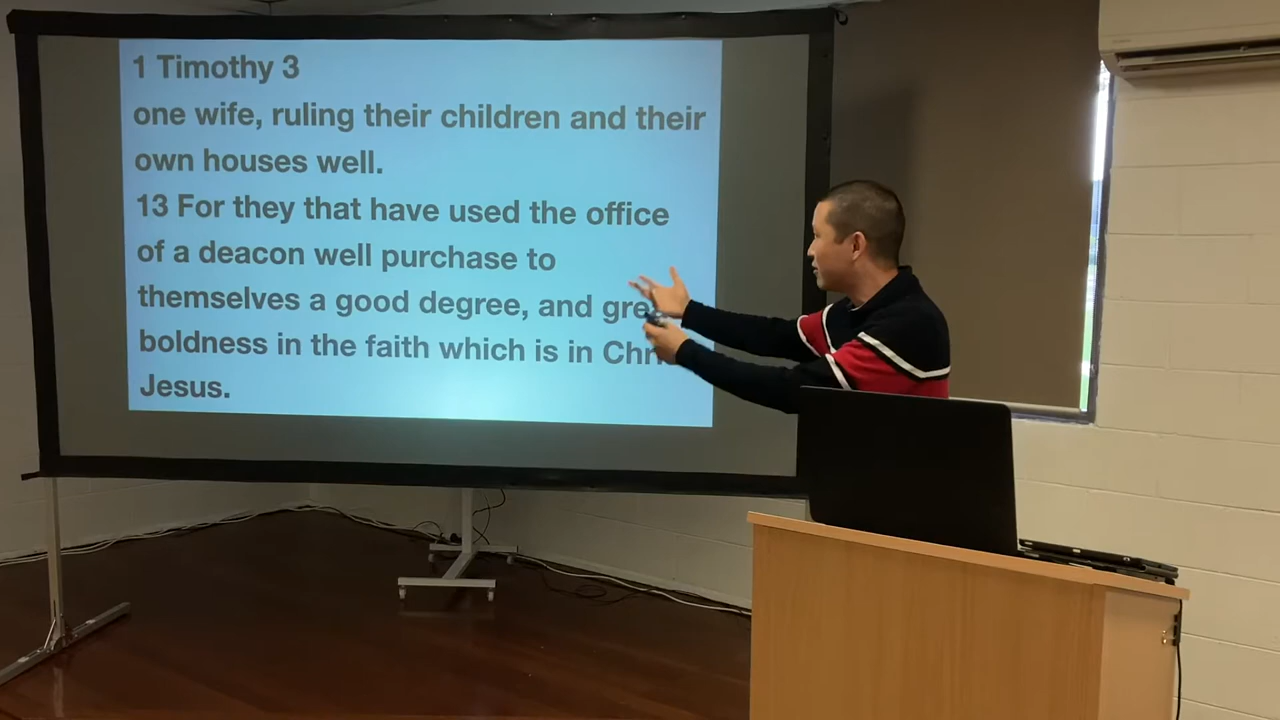 1 Timothy 3
one wife, ruling their children and their
own houses well.
13 For they that have used the office
of a deacon well purchase to
themselves a good degree, and
boldness in the faith which is in
Jesus.